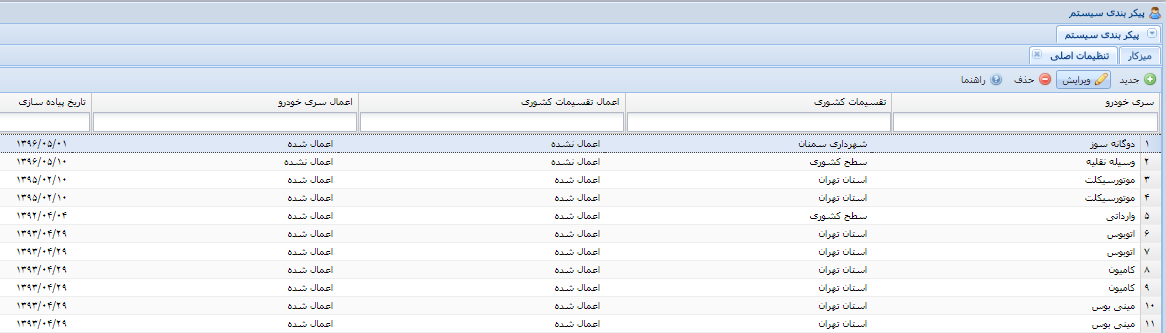 پیکر بندی سیستم
پیکر بندی سیستم
میزکار تنظیمات اصلی
جدید ویرایش حذف راهنما
سری خودرو تقسیمات کشوری اعمال تقسیمات کشوری اعمال سری خودرو تاریخ پیاده سازی
۱ دوگانه سوز شهرداری سمنان اعمال نشده اعمال شده ۱۳۹۶/۰۵/۰۱
۲ وسیله نقلیه سطح کشوری اعمال نشده اعمال نشده ۱۳۹۶/۰۵/۱۰
۳ موتورسیکلت استان تهران اعمال شده اعمال شده ۱۳۹۵/۰۲/۱۰
۴ موتورسیکلت استان تهران اعمال شده اعمال شده ۱۳۹۵/۰۲/۱۰
۵ وارداتی سطح کشوری اعمال شده اعمال شده ۱۳۹۲/۰۴/۰۴
۶ اتوبوس استان تهران اعمال شده اعمال شده ۱۳۹۳/۰۴/۲۹
۷ اتوبوس استان تهران اعمال شده اعمال شده ۱۳۹۳/۰۴/۲۹
۸ کامیون استان تهران اعمال شده اعمال شده ۱۳۹۳/۰۴/۲۹
۹ کامیون استان تهران اعمال شده اعمال شده ۱۳۹۳/۰۴/۲۹
۱۰ مینی بوس استان تهران اعمال شده اعمال شده ۱۳۹۳/۰۴/۲۹
۱۱ مینی بوس استان تهران اعمال شده اعمال شده ۱۳۹۳/۰۴/۲۹